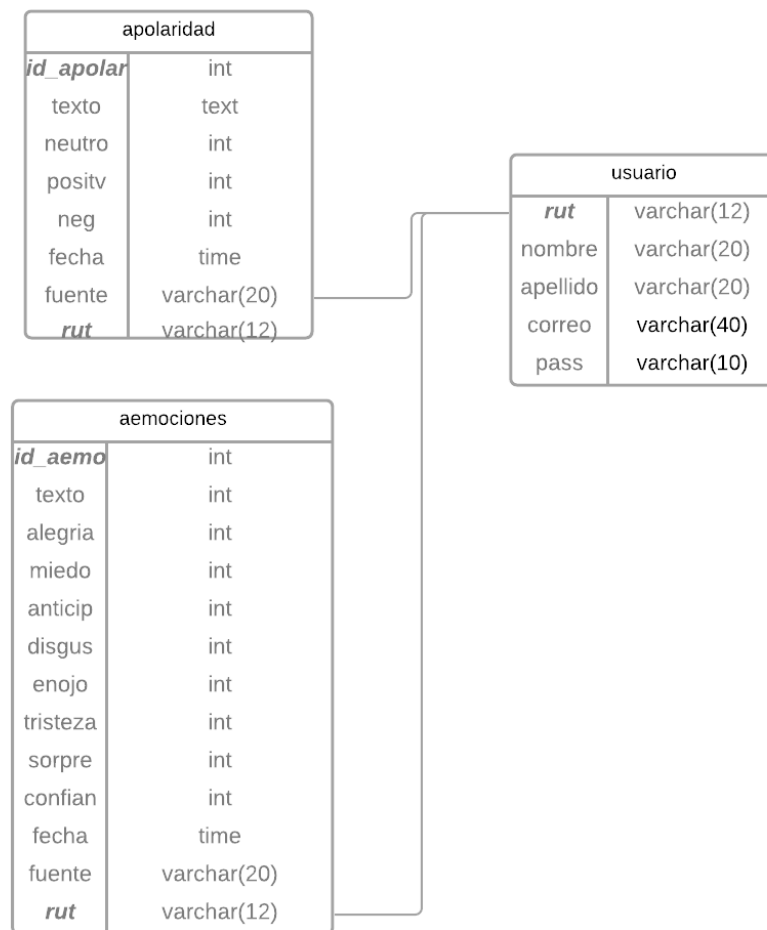 apolaridad
id_apolar int
texto text
neutro int
positv int
neg int
fecha time
fuente varchar(20)
rut varchar(12)
usuario
rut varchar(12)
nombre varchar(20)
apellido varchar(20)
correo varchar(40)
pass varchar(10)
aemociones
id_aemo int
texto int
alegria int
miedo int
anticip int
disgus int
enojo int
tristeza int
sorpre int
confian int
fecha time
fuente varchar(20)
rut varchar(12)